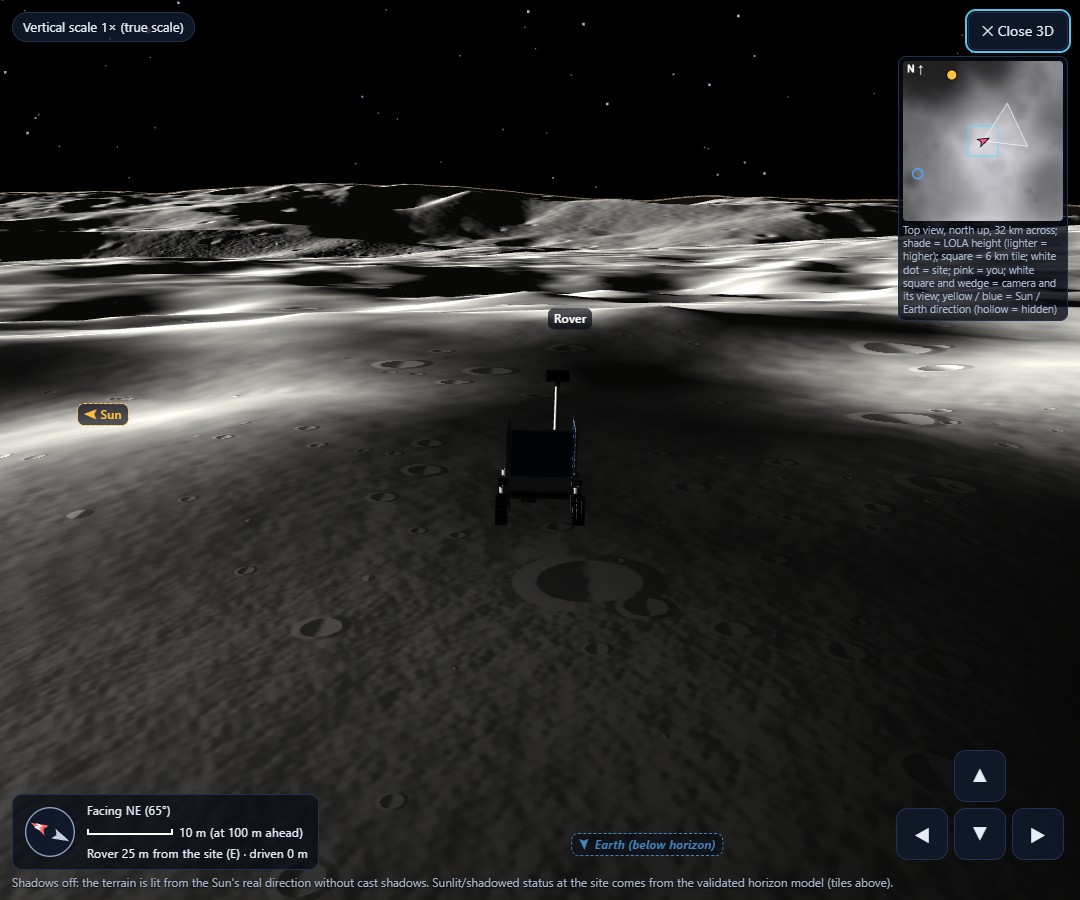 Vertical scale 1× (true scale)
✕ Close 3D
N ↑
Top view, north up, 32 km across;
shade = LOLA height (lighter =
higher); square = 6 km tile; white
dot = site; pink = you; white
square and wedge = camera and
its view; yellow / blue = Sun /
Earth direction (hollow = hidden)
Rover
Sun
Facing NE (65°)
10 m (at 100 m ahead)
Rover 25 m from the site (E) · driven 0 m
Earth (below horizon)
Shadows off: the terrain is lit from the Sun's real direction without cast shadows. Sunlit/shadowed status at the site comes from the validated horizon model (tiles above).